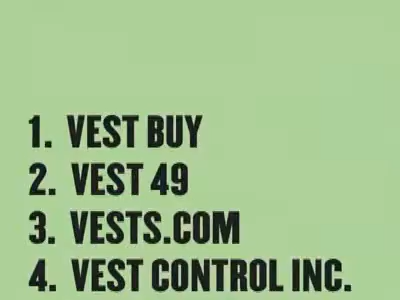 1. VEST BUY
2. VEST 49
3. VESTS.COM
4. VEST CONTROL INC.